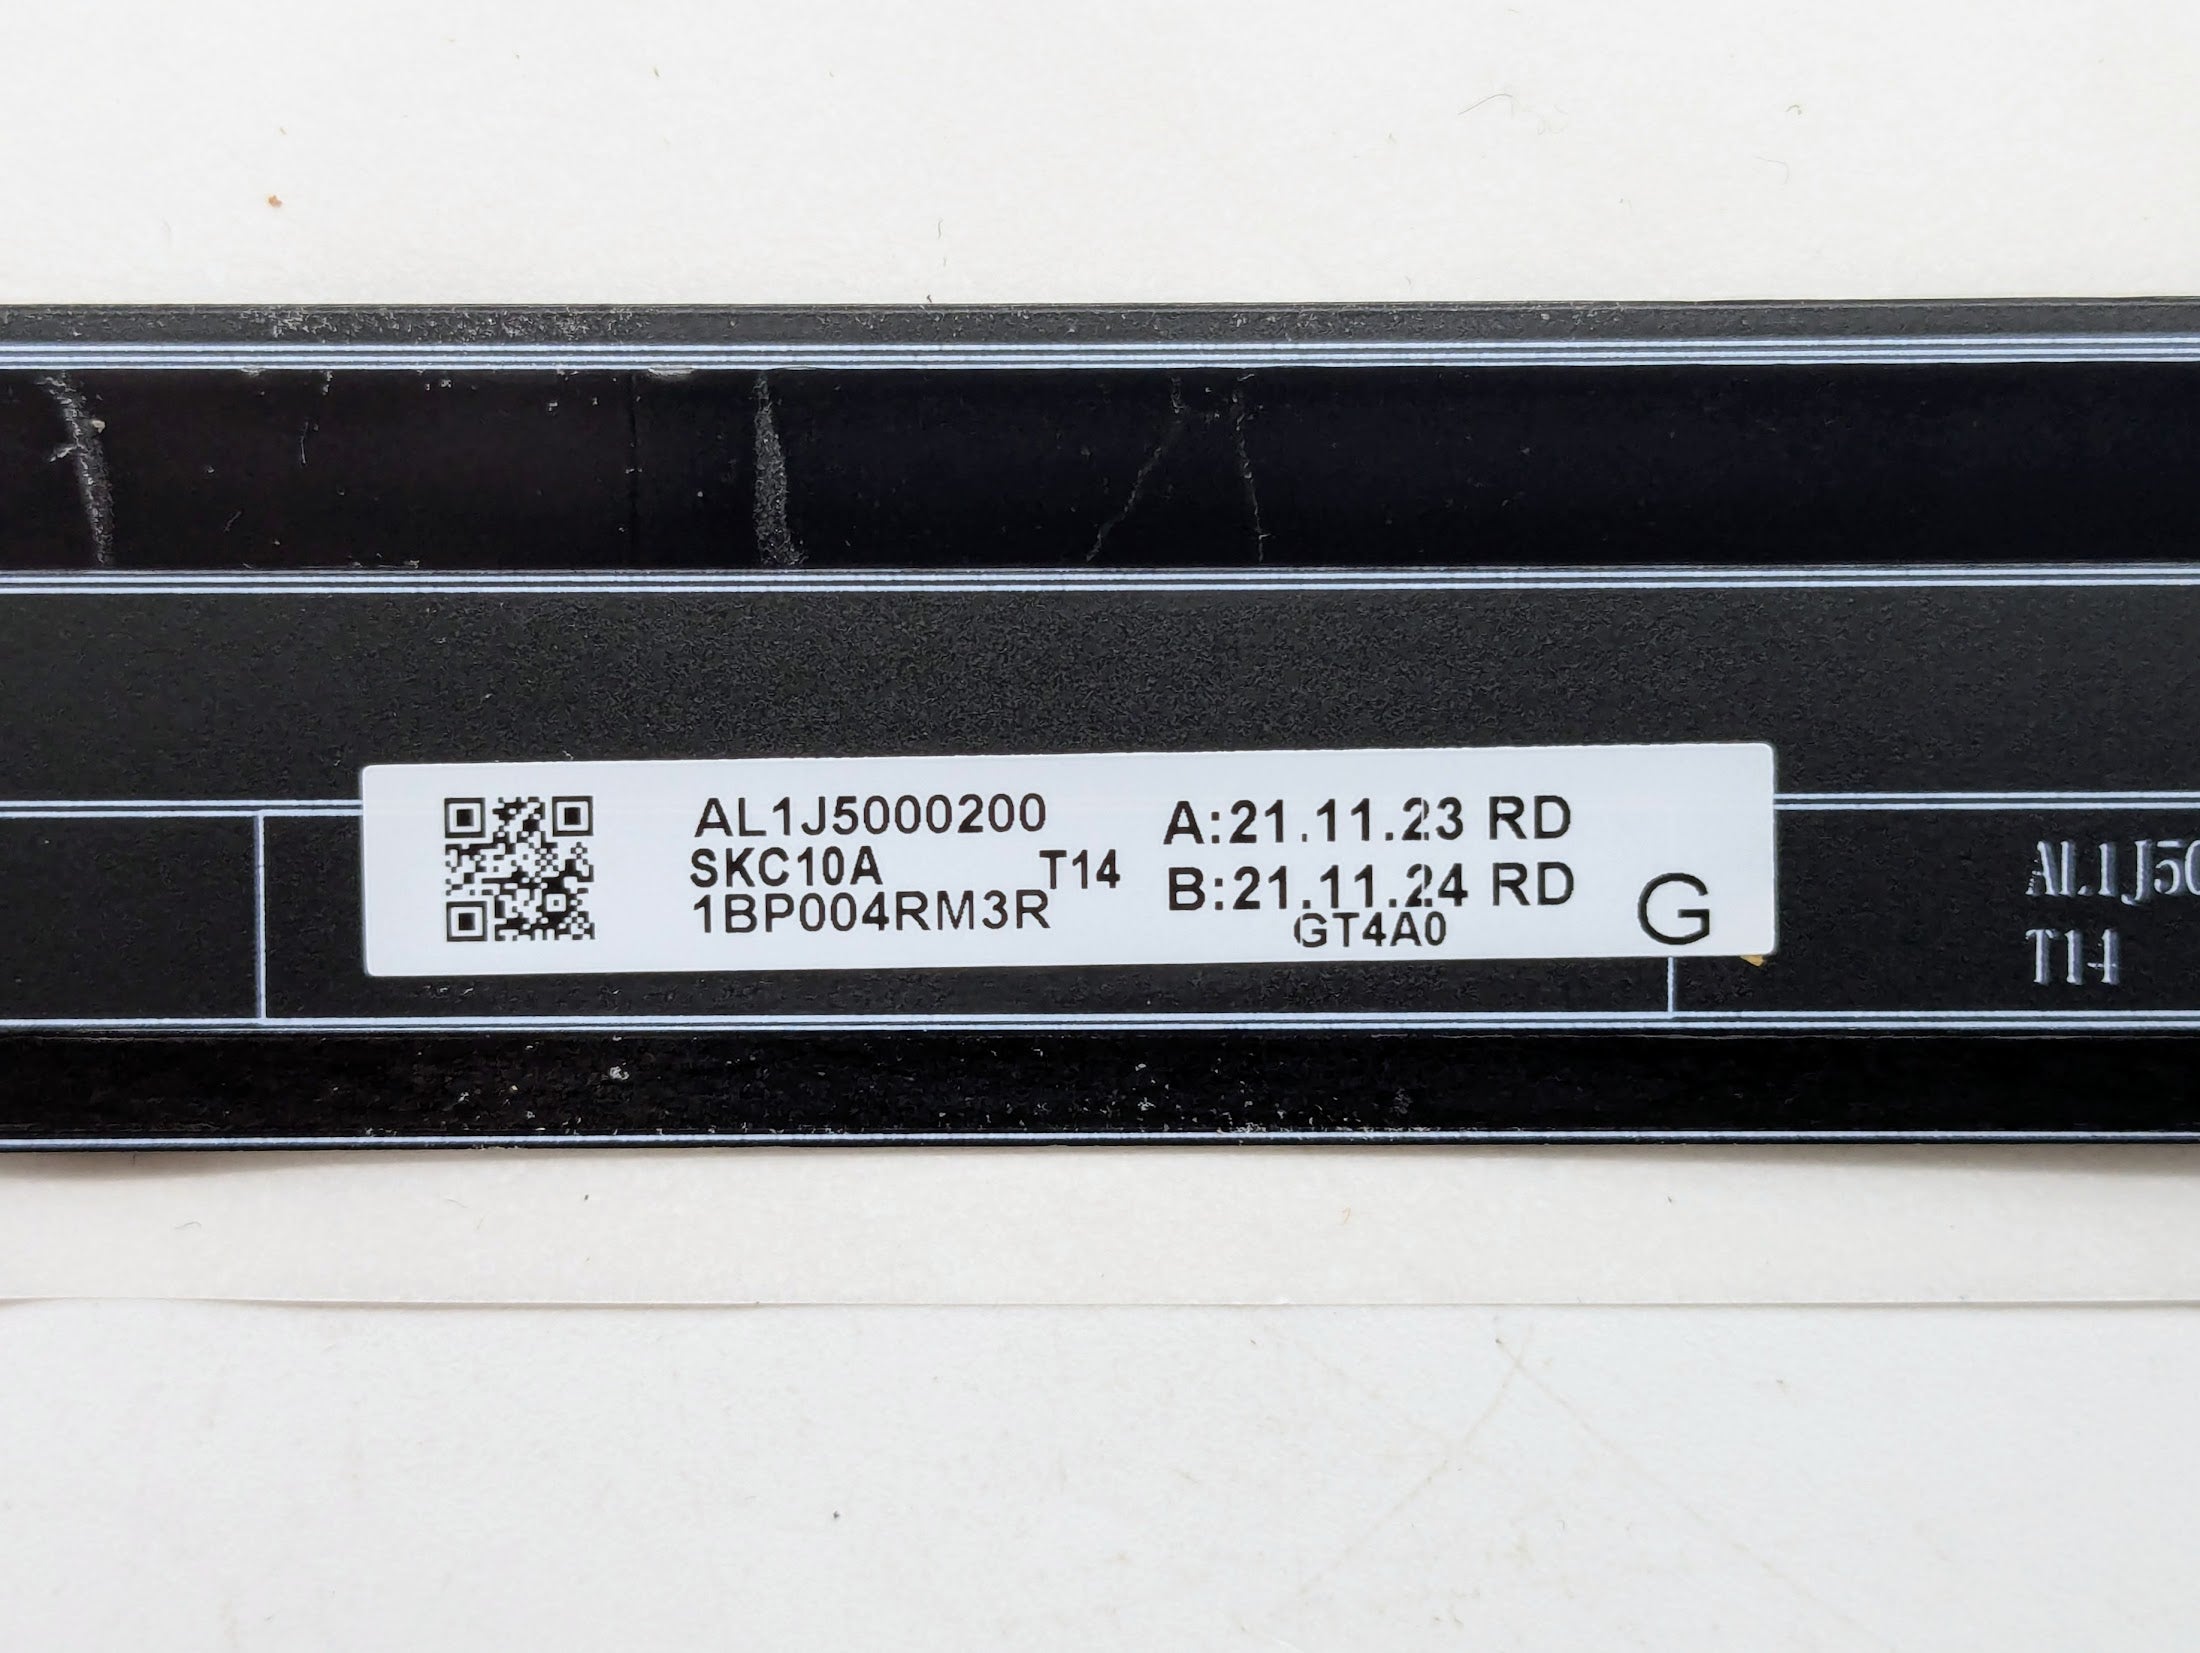 AL1J5000200
SKC10A T14
1BP004RM3R
A:21.11.23 RD
B:21.11.24 RD
GT4A0
G
AL1J50
T14